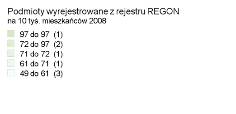 Podmioty wyrejestrowane z rejestru REGON
na 10 tyś. mieszkańców 2008
97 do 97 (1)
72 do 97 (2)
71 do 72 (1)
61 do 71 (1)
49 do 61 (3)